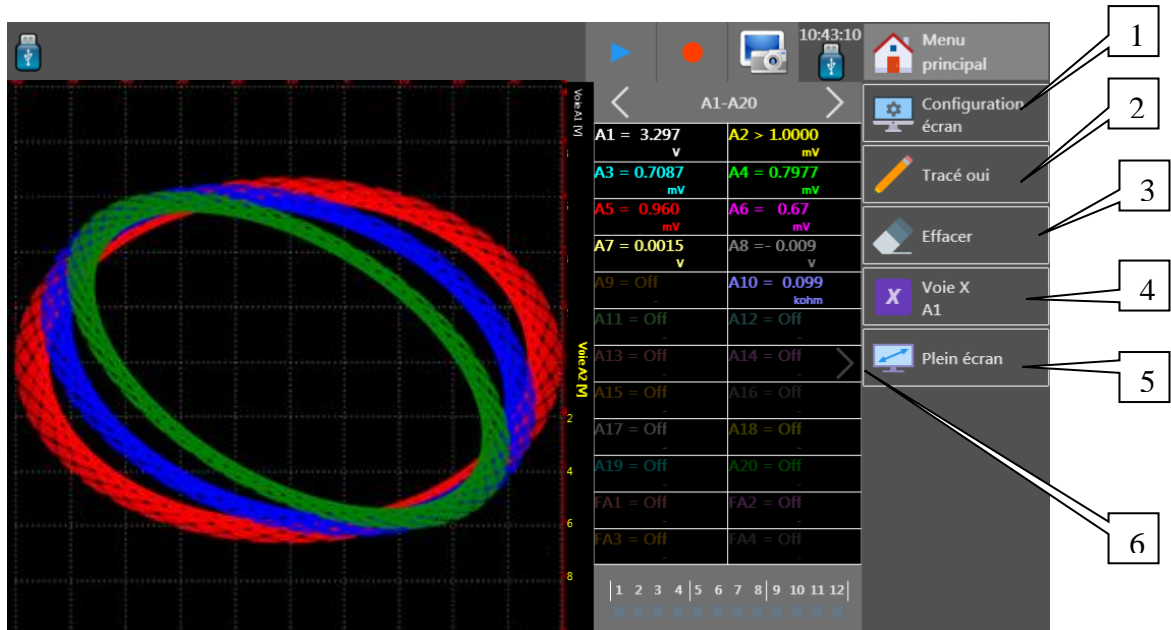 10:43:10
Menu
principal
1
Configuration
écran
2
Tracé oui
3
Effacer
4
Voie X
A1
5
Plein écran
6
Voie A1 [V]
Voie A2 [V]
2
4
6
8
A1-A20
A1 = 3.297
V
A2 > 1.0000
mV
A3 = 0.7087
mV
A4 = 0.7977
mV
A5 = 0.960
mV
A6 = 0.67
mV
A7 = 0.0015
V
A8 =- 0.009
V
A9 = Off
-
A10 = 0.099
kohm
A11 = Off
-
A12 = Off
-
A13 = Off
-
A14 = Off
-
A15 = Off
-
A16 = Off
-
A17 = Off
-
A18 = Off
-
A19 = Off
-
A20 = Off
-
FA1 = Off
-
FA2 = Off
-
FA3 = Off
-
FA4 = Off
-
1 2 3 4 5 6 7 8 9 10 11 12
X